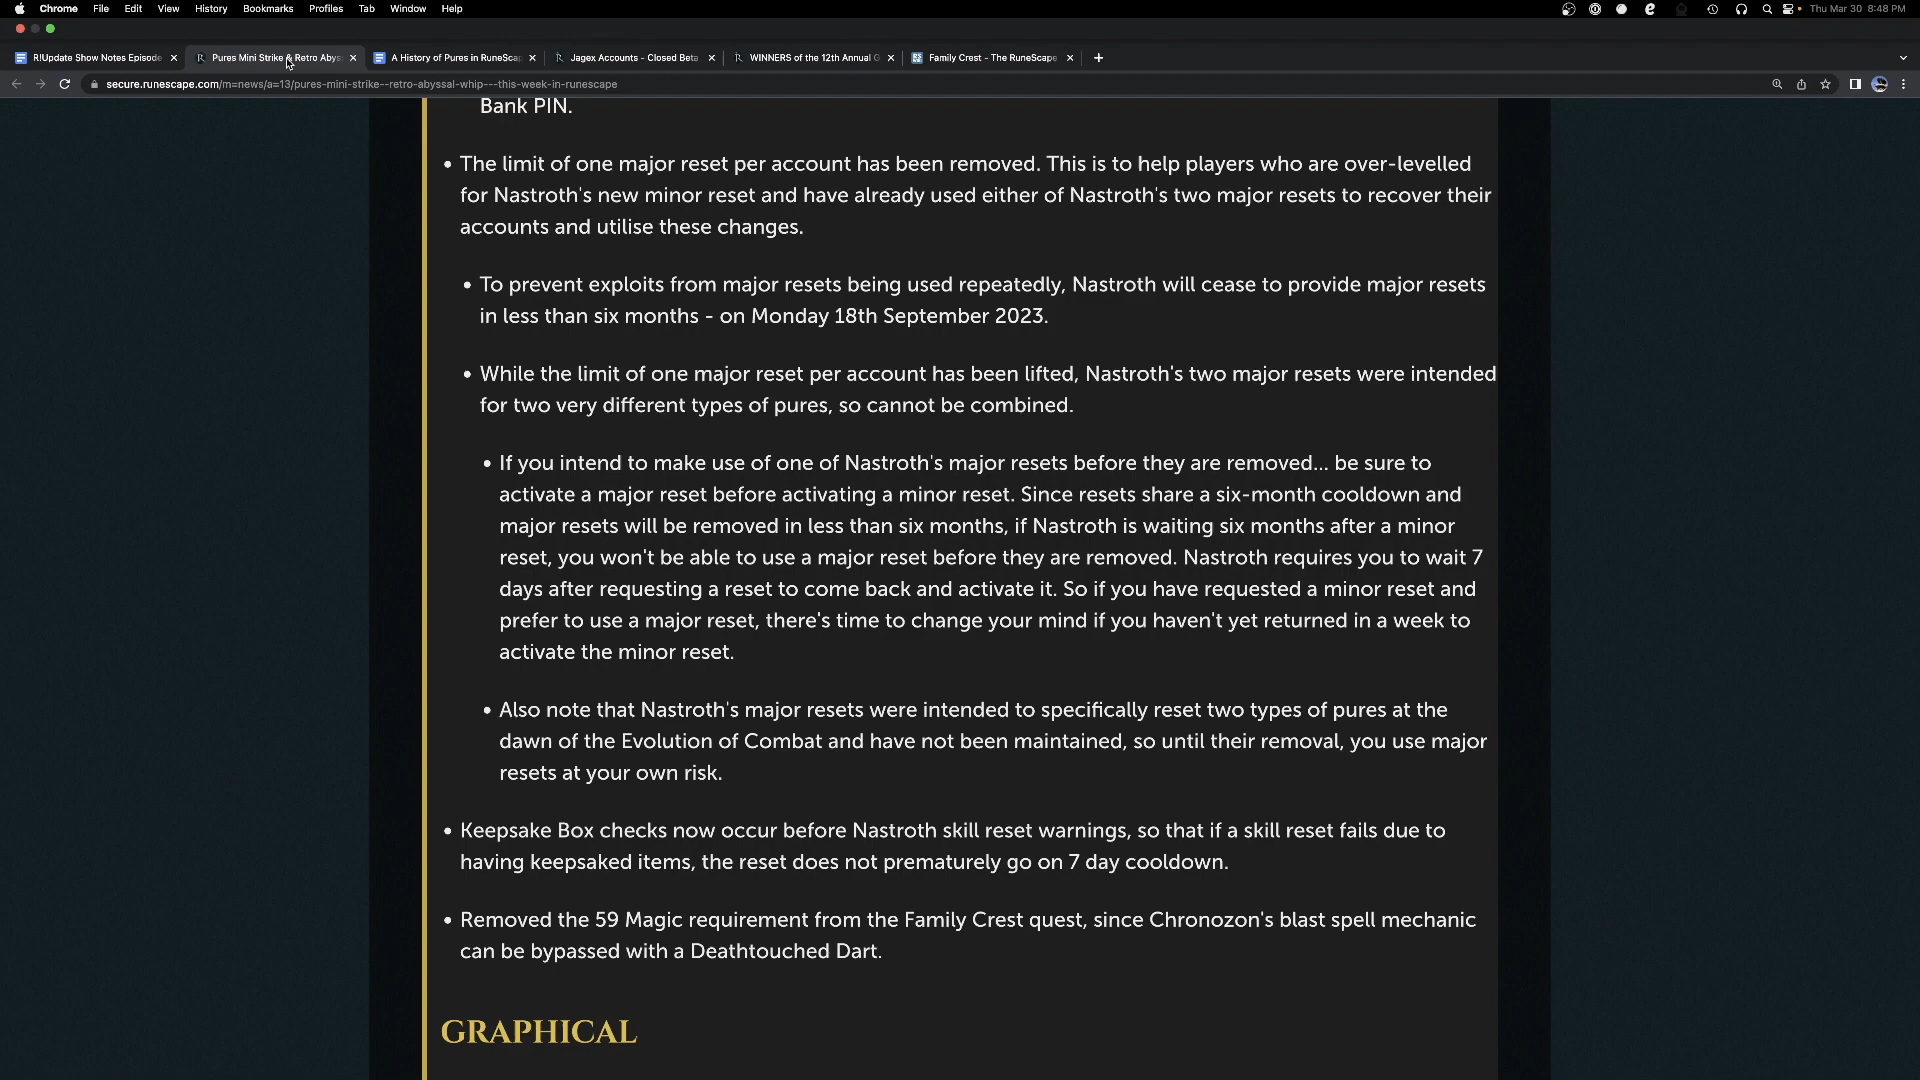 Chrome File Edit View History Bookmarks Profiles Tab Window Help Thu Mar 30 8:48 PM
R!Update Show Notes Episode Pures Mini Strike & Retro Abys A History of Pures in RuneScap Jagex Accounts - Closed Beta WINNERS of the 12th Annual G Family Crest - The RuneScape
secure.runescape.com/m=news/a=13/pures-mini-strike--retro-abyssal-whip---this-week-in-runescape
Bank PIN.
• The limit of one major reset per account has been removed. This is to help players who are over-levelled
for Nastroth's new minor reset and have already used either of Nastroth's two major resets to recover their
accounts and utilise these changes.
• To prevent exploits from major resets being used repeatedly, Nastroth will cease to provide major resets
in less than six months - on Monday 18th September 2023.
• While the limit of one major reset per account has been lifted, Nastroth's two major resets were intended
for two very different types of pures, so cannot be combined.
• If you intend to make use of one of Nastroth's major resets before they are removed... be sure to
activate a major reset before activating a minor reset. Since resets share a six-month cooldown and
major resets will be removed in less than six months, if Nastroth is waiting six months after a minor
reset, you won't be able to use a major reset before they are removed. Nastroth requires you to wait 7
days after requesting a reset to come back and activate it. So if you have requested a minor reset and
prefer to use a major reset, there's time to change your mind if you haven't yet returned in a week to
activate the minor reset.
• Also note that Nastroth's major resets were intended to specifically reset two types of pures at the
dawn of the Evolution of Combat and have not been maintained, so until their removal, you use major
resets at your own risk.
• Keepsake Box checks now occur before Nastroth skill reset warnings, so that if a skill reset fails due to
having keepsaked items, the reset does not prematurely go on 7 day cooldown.
• Removed the 59 Magic requirement from the Family Crest quest, since Chronozon's blast spell mechanic
can be bypassed with a Deathtouched Dart.
GRAPHICAL